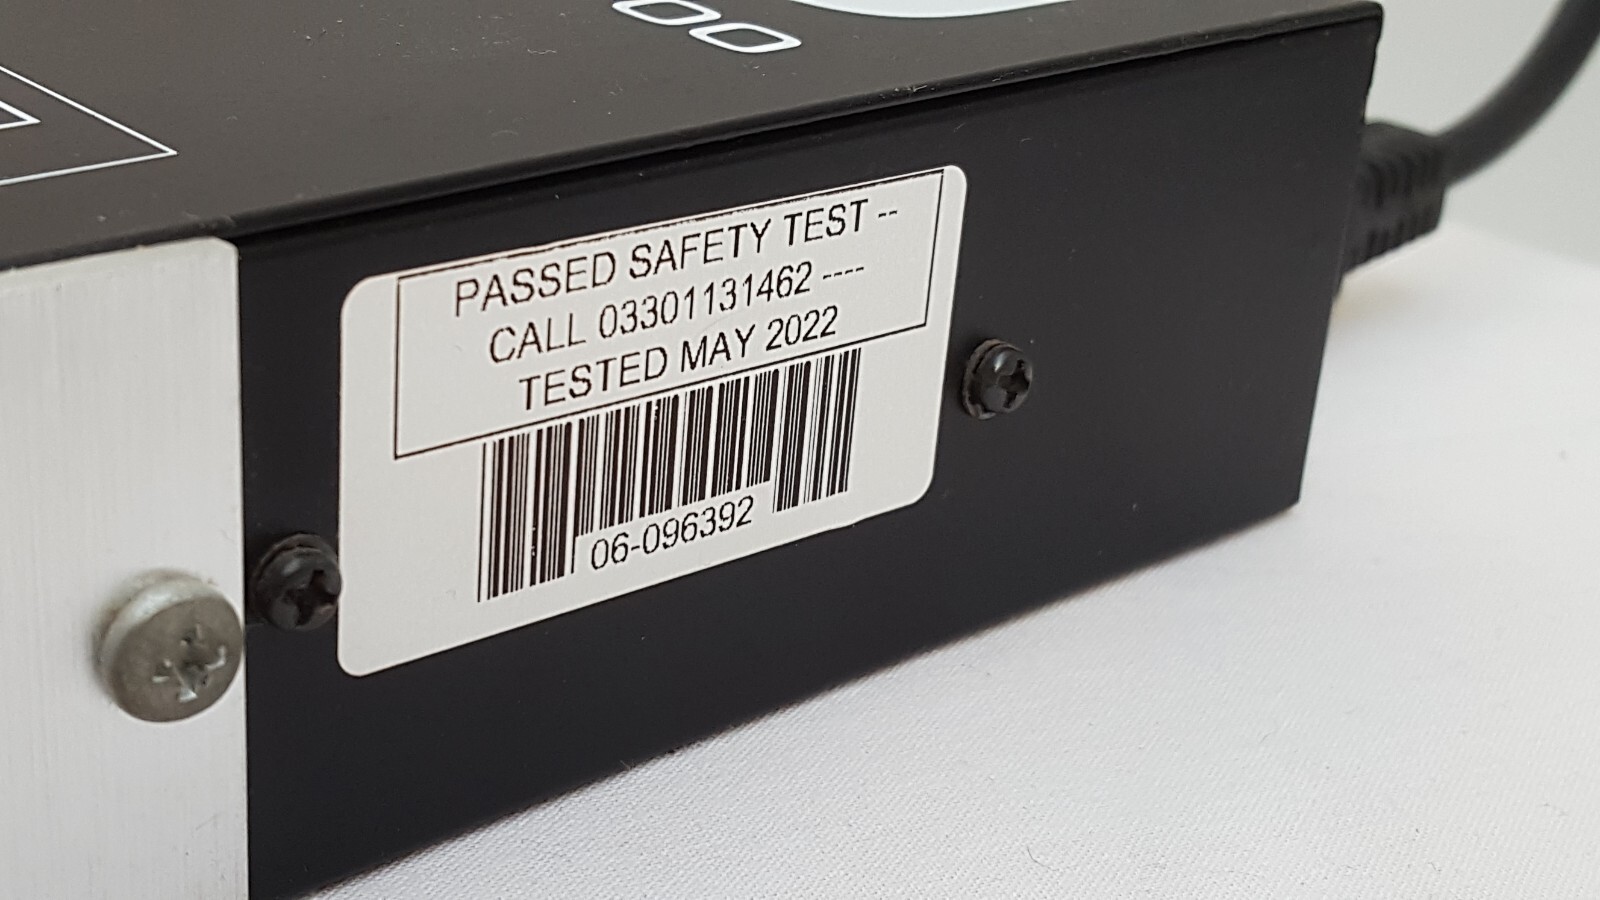 PASSED SAFETY TEST --
CALL 03301131462 ----
TESTED MAY 2022
06-096392